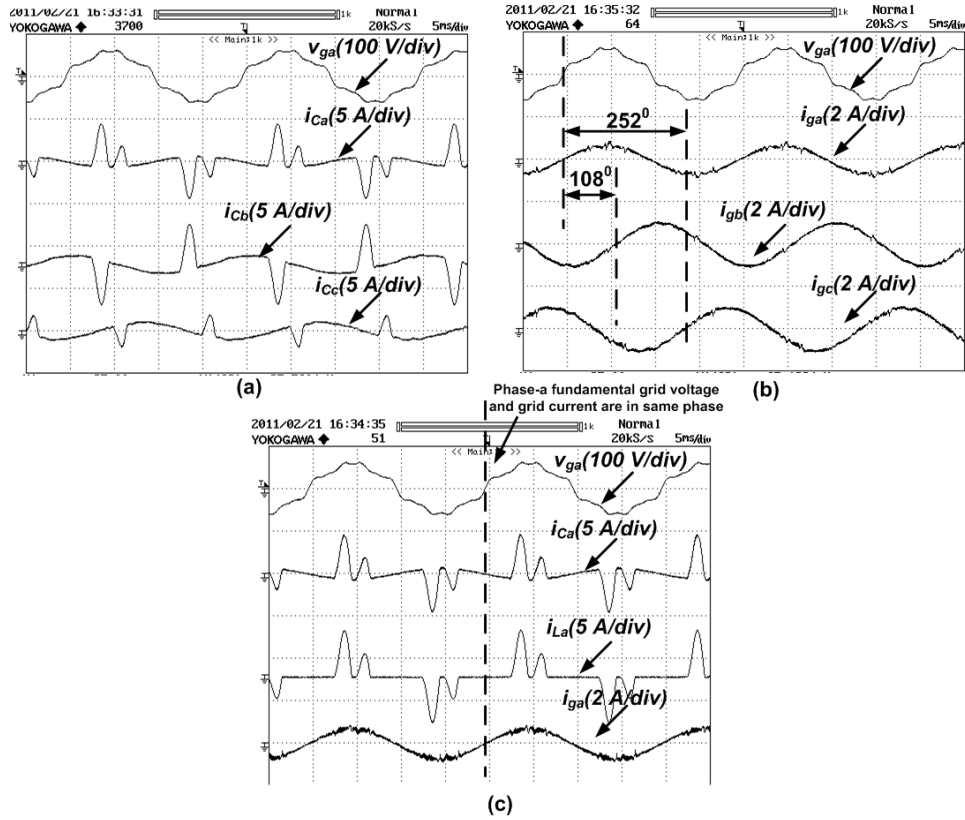 2011/02/21 16:33:31
Normal
YOKOGAWA ◆ 3700
20kS/s 5ms/div
1k
<< Main:1k >>
vga(100 V/div)
iCa(5 A/div)
iCb(5 A/div)
iCc(5 A/div)
(a)
2011/02/21 16:35:32
Normal
YOKOGAWA ◆ 64
20kS/s 5ms/div
1k
<< Main:1k >>
vga(100 V/div)
2520
iga(2 A/div)
1080
igb(2 A/div)
igc(2 A/div)
(b)
Phase-a fundamental grid voltage
and grid current are in same phase
2011/02/21 16:34:35
Normal
YOKOGAWA ◆ 51
20kS/s 5ms/div
1k
<< Main: >>
vga(100 V/div)
iCa(5 A/div)
iLa(5 A/div)
iga(2 A/div)
(c)